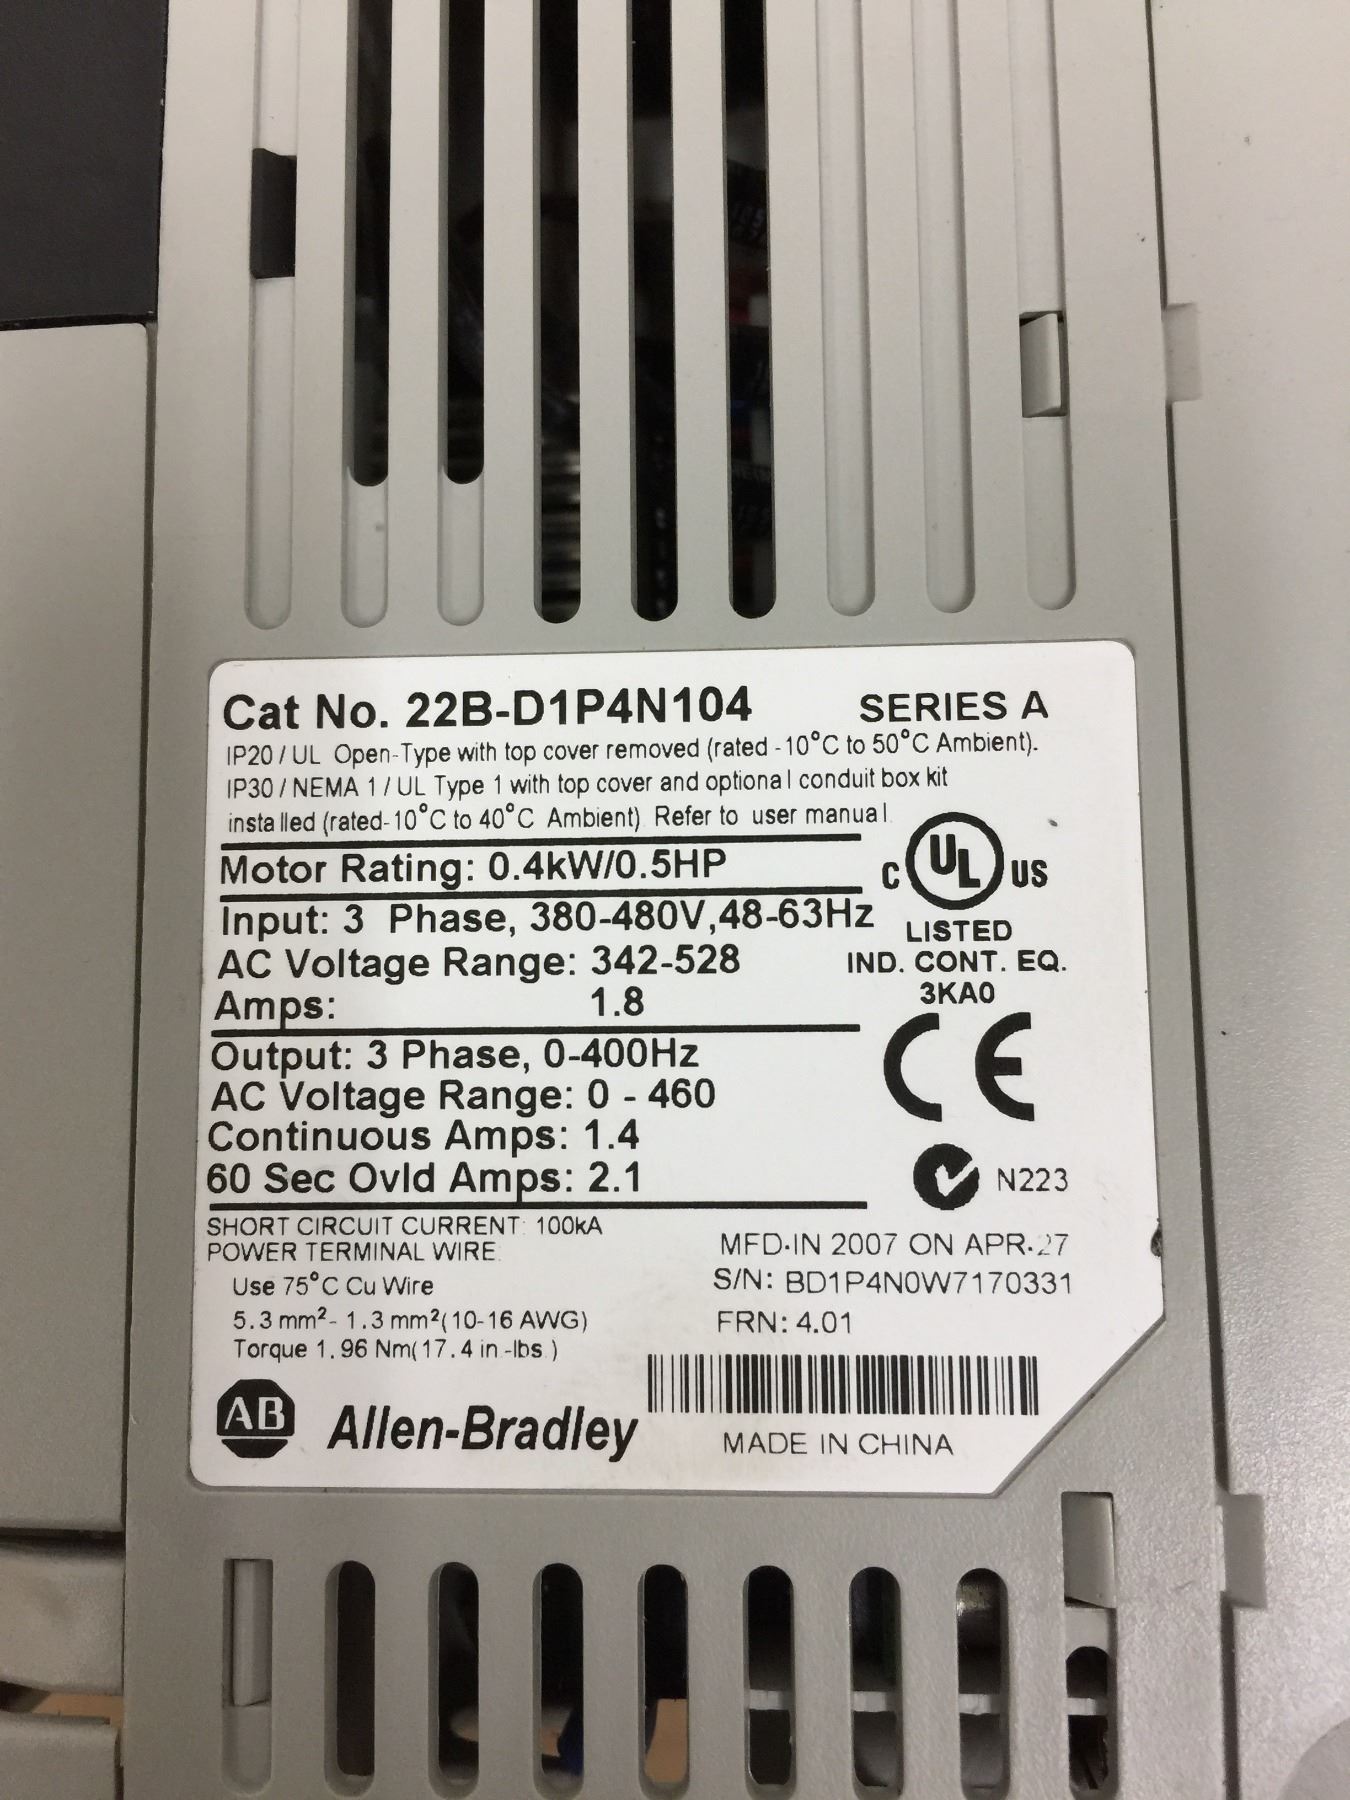 Cat No. 22B-D1P4N104 SERIES A
IP20 / UL Open-Type with top cover removed (rated -10°C to 50°C Ambient).
IP30 / NEMA 1 / UL Type 1 with top cover and optional conduit box kit
installed (rated-10°C to 40°C Ambient) Refer to user manual
Motor Rating: 0.4kW/0.5HP
C UL US
Input: 3 Phase, 380-480V,48-63Hz
LISTED
AC Voltage Range: 342-528
IND. CONT. EQ.
Amps: 1.8
3KA0
CE
Output: 3 Phase, 0-400Hz
AC Voltage Range: 0 - 460
Continuous Amps: 1.4
60 Sec Ovld Amps: 2.1
N223
SHORT CIRCUIT CURRENT: 100kA
POWER TERMINAL WIRE:
Use 75°C Cu Wire
5.3 mm²- 1.3 mm²(10-16 AWG)
Torque 1.96 Nm(17.4 in.-lbs.)
MFD.IN 2007 ON APR.27
S/N: BD1P4N0W7170331
FRN: 4.01
AB Allen-Bradley
MADE IN CHINA